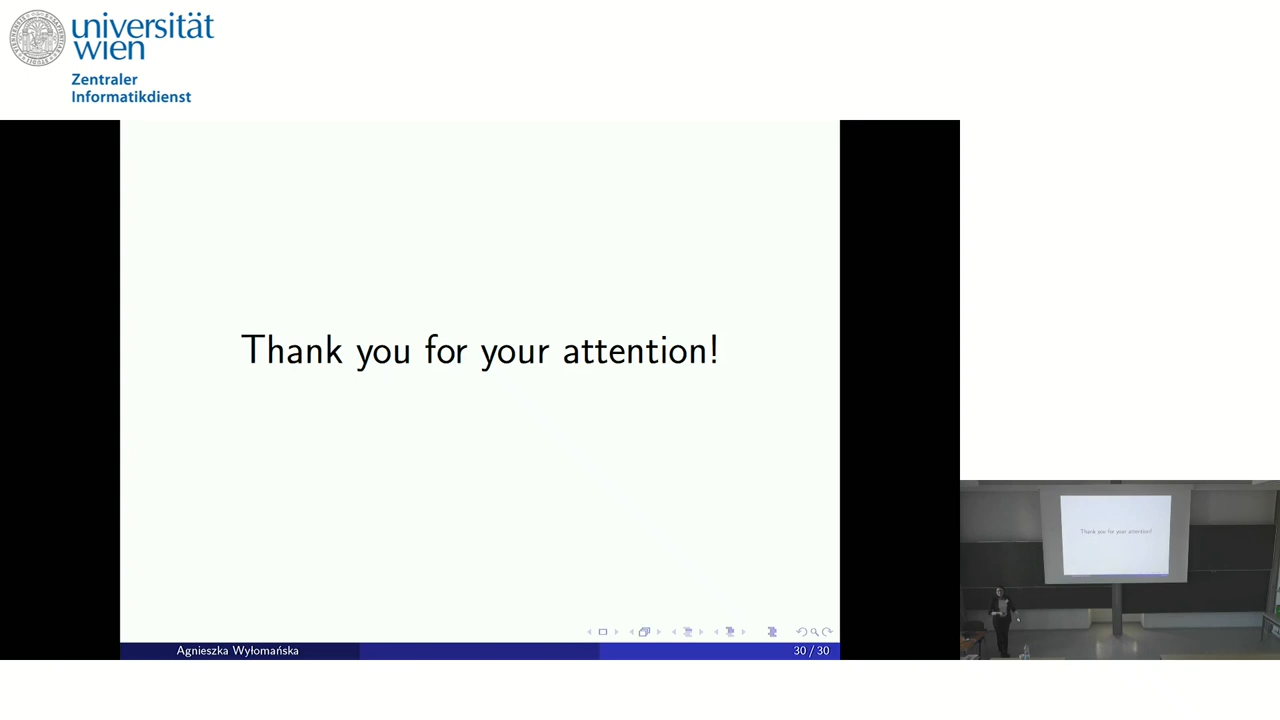 universität
wien
Zentraler
Informatikdienst
Thank you for your attention!
Agnieszka Wyłomańska
30 / 30
Thank you for your attention!